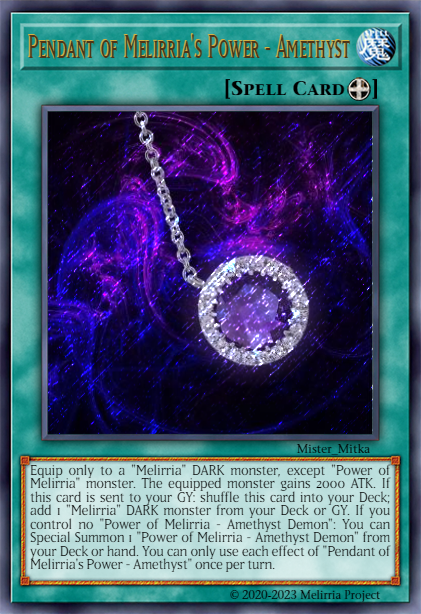 Pendant of Melirria's Power - Amethyst
魔
[Spell Card]
Mister_Mitka
Equip only to a "Melirria" DARK monster, except "Power of
Melirria" monster. The equipped monster gains 2000 ATK. If
this card is sent to your GY: shuffle this card into your Deck;
add 1 "Melirria" DARK monster from your Deck or GY. If you
control no "Power of Melirria - Amethyst Demon": You can
Special Summon 1 "Power of Melirria - Amethyst Demon" from
your Deck or hand. You can only use each effect of "Pendant of
Melirria's Power - Amethyst" once per turn.
© 2020-2023 Melirria Project